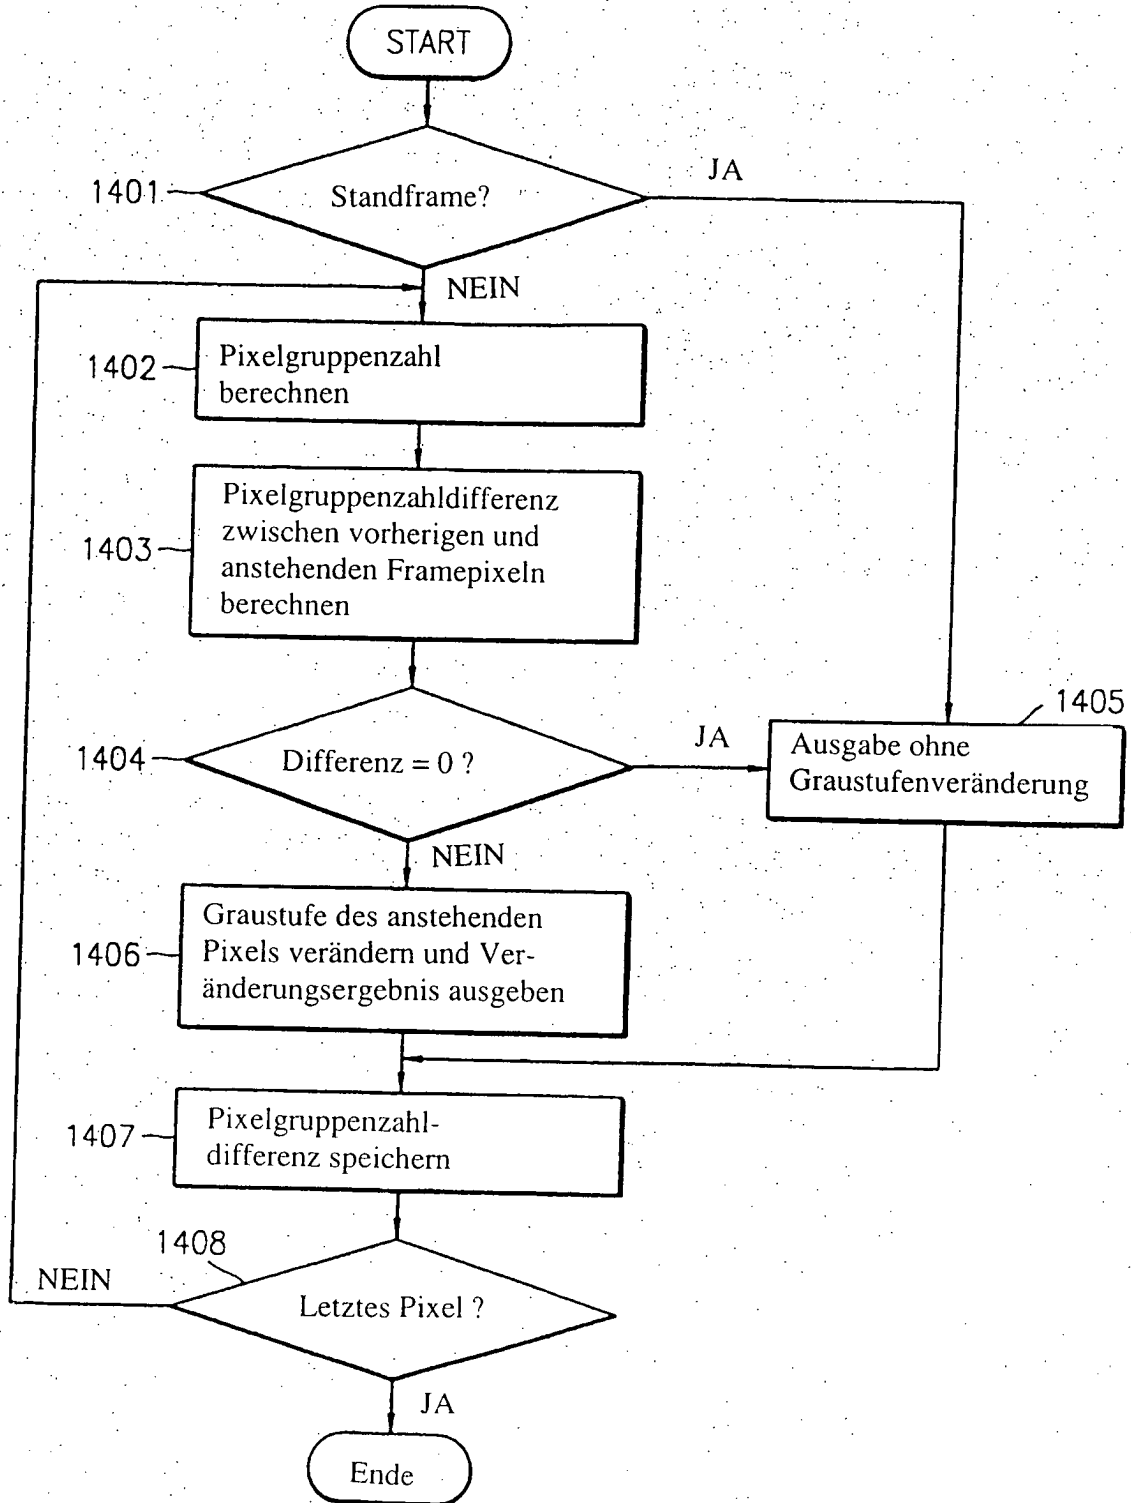 START
JA
1401
Standframe?
NEIN
1402
Pixelgruppenzahl
berechnen
1403
Pixelgruppenzahldifferenz
zwischen vorherigen und
anstehenden Framepixeln
berechnen
1404
Differenz = 0 ?
JA
1405
Ausgabe ohne
Graustufenveränderung
NEIN
1406
Graustufe des anstehenden
Pixels verändern und Ver-
änderungsergebnis ausgeben
1407
Pixelgruppenzahl-
differenz speichern
1408
NEIN
Letztes Pixel ?
JA
Ende